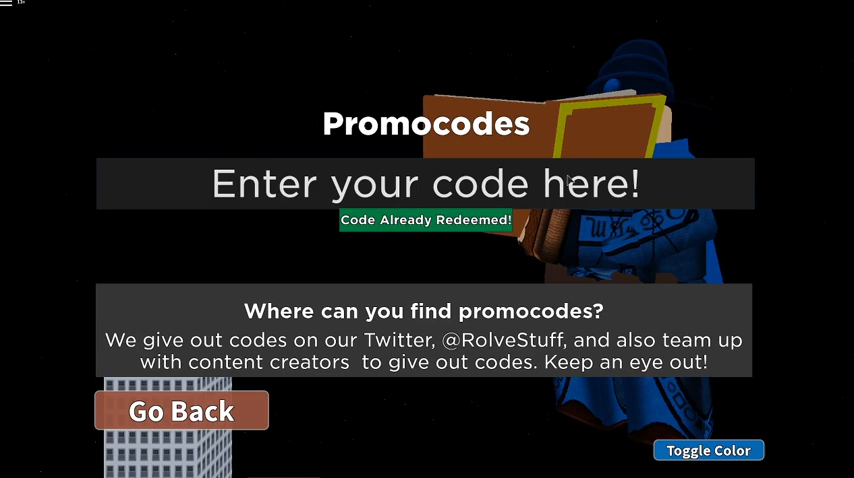 13+
Promocodes
Enter your code here!
Code Already Redeemed!
Where can you find promocodes?
We give out codes on our Twitter, @RolveStuff, and also team up
with content creators to give out codes. Keep an eye out!
Go Back
Toggle Color